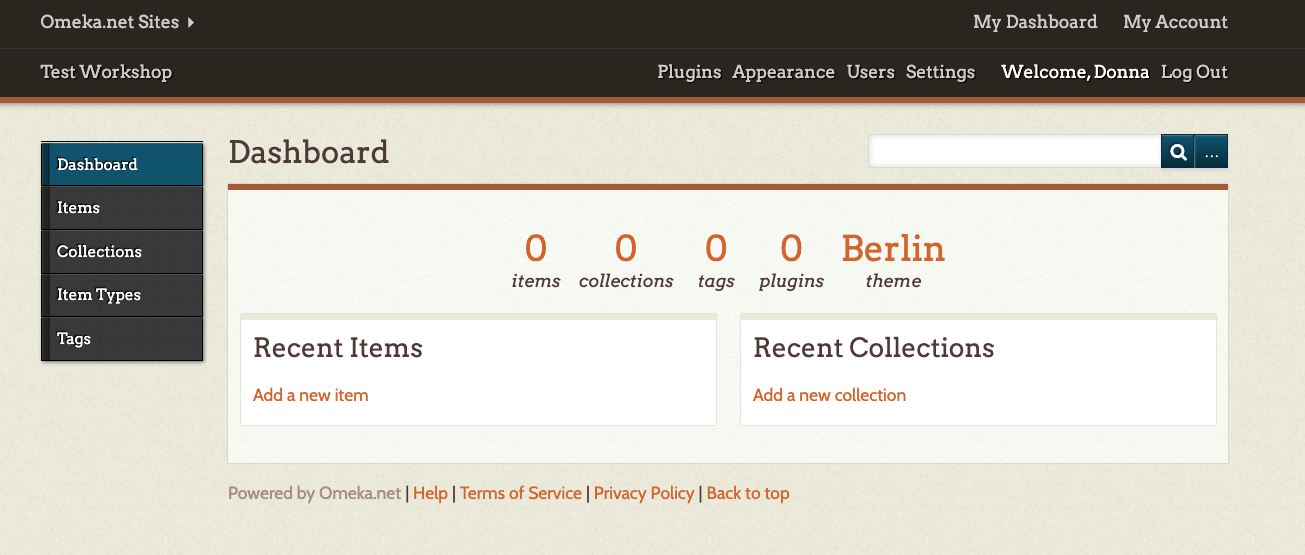 Omeka.net Sites
My Dashboard My Account
Test Workshop
Plugins Appearance Users Settings Welcome, Donna Log Out
Dashboard
Items
Collections
Item Types
Tags
Dashboard
...
0 0 0 0 Berlin
items collections tags plugins theme
Recent Items
Add a new item
Recent Collections
Add a new collection
Powered by Omeka.net | Help | Terms of Service | Privacy Policy | Back to top